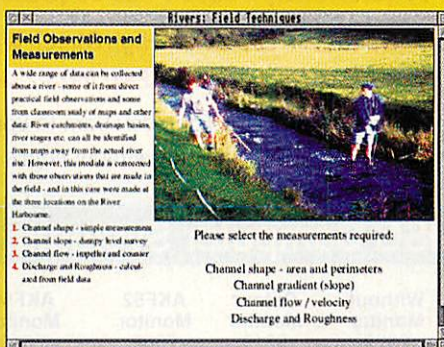 Rivers: Field Techniques
Field Observations and
Measurements
A wide range of data can be collected
about a river - some of it from direct
practical field observations and some
from classroom study of maps and other
data. River catchments, drainage basins,
river stages etc. can all be identified
from maps away from the actual river
site. However, this module is concerned
with those observations that are made in
the field - and in this case were made at
the three locations on the River
Harbourne.
1. Channel shape - simple measurement
2. Channel slope - dumpy level survey
3. Channel flow - impeller and counter
4. Discharge and Roughness - calcul-
ated from field data
Please select the measurements required:
Channel shape - area and perimeters
Channel gradient (slope)
Channel flow / velocity
Discharge and Roughness